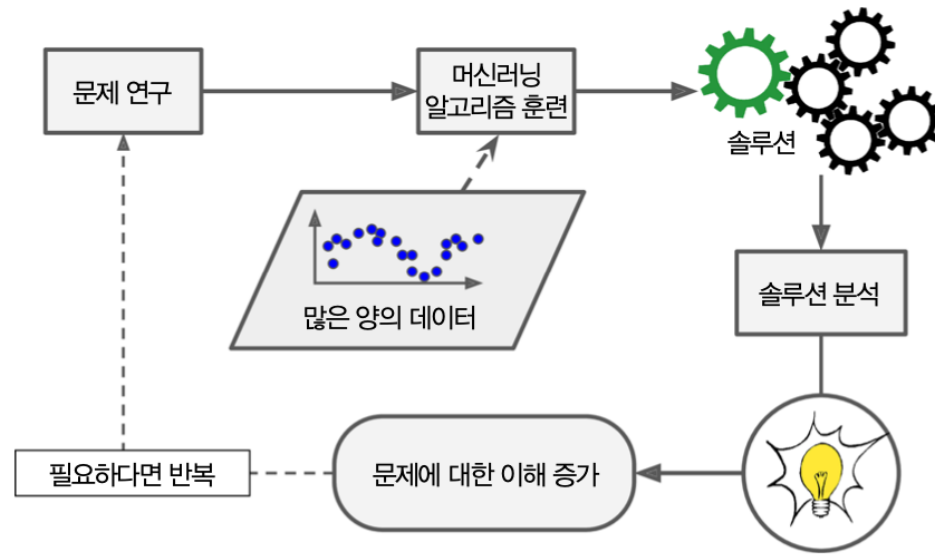 문제 연구
머신러닝
알고리즘 훈련
솔루션
많은 양의 데이터
솔루션 분석
문제에 대한 이해 증가
필요하다면 반복